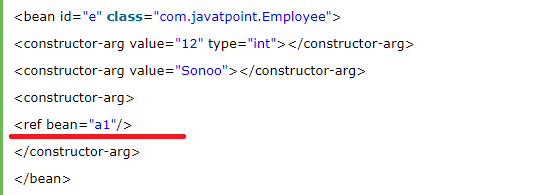 <bean id="e" class="com.javatpoint.Employee">
<constructor-arg value="12" type="int"></constructor-arg>
<constructor-arg value="Sonoo"></constructor-arg>
<constructor-arg>
<ref bean="a1"/>
</constructor-arg>
</bean>